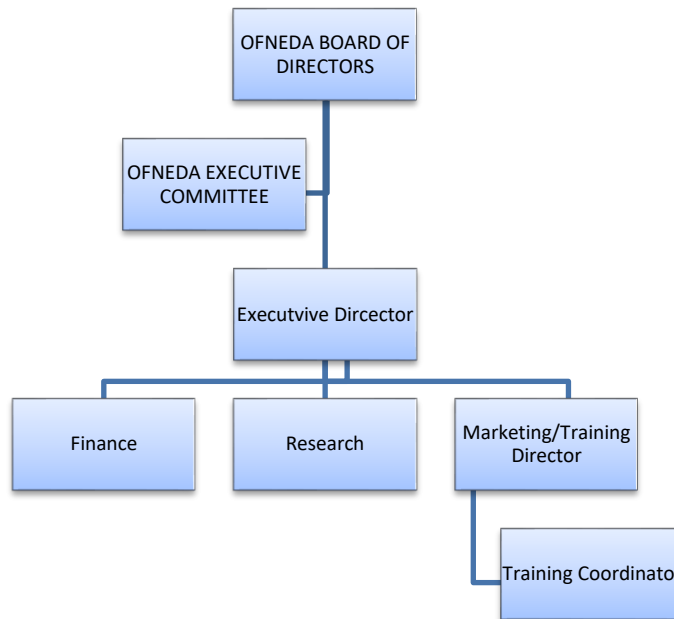 OFNEDA BOARD OF
DIRECTORS
OFNEDA EXECUTIVE
COMMITTEE
Executvive Dircector
Finance
Research
Marketing/Training
Director
Training Coordinato